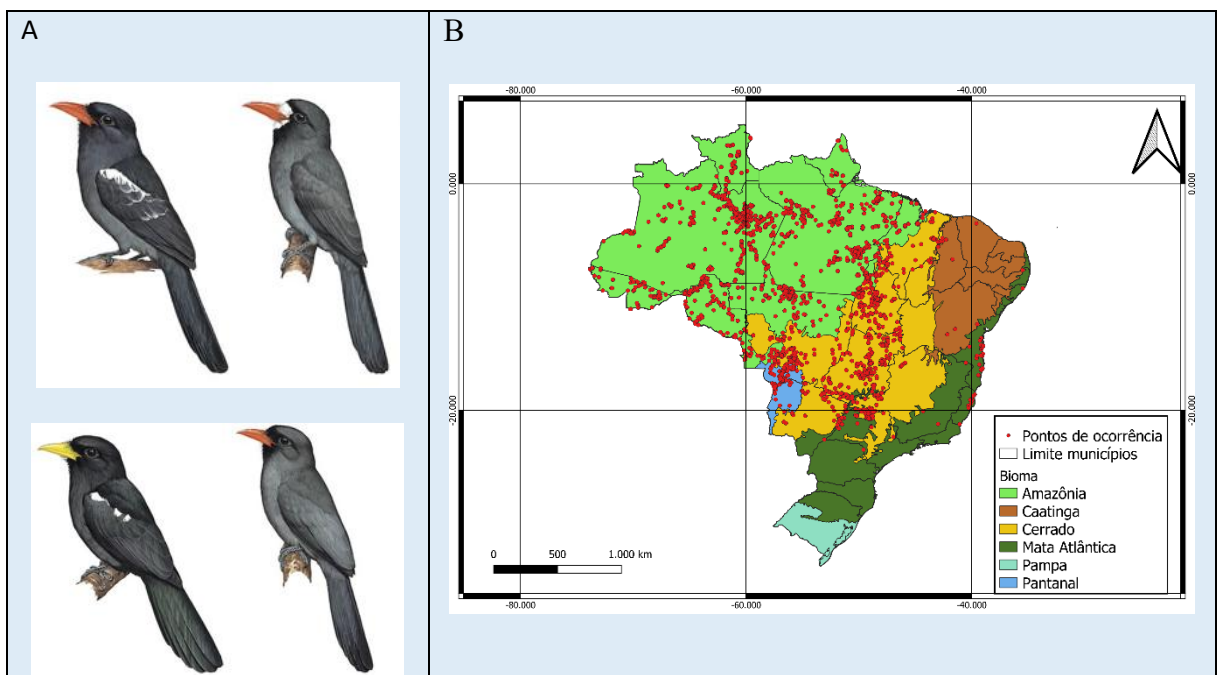 A
B
-80.000
-60.000
-40.000
0.000
0.000
-20.000
-20.000
Pontos de ocorrência
Limite municípios
Bioma
Amazônia
Caatinga
Cerrado
Mata Atlântica
Pampa
Pantanal
0 500 1.000 km
-80.000
-60.000
-40.000